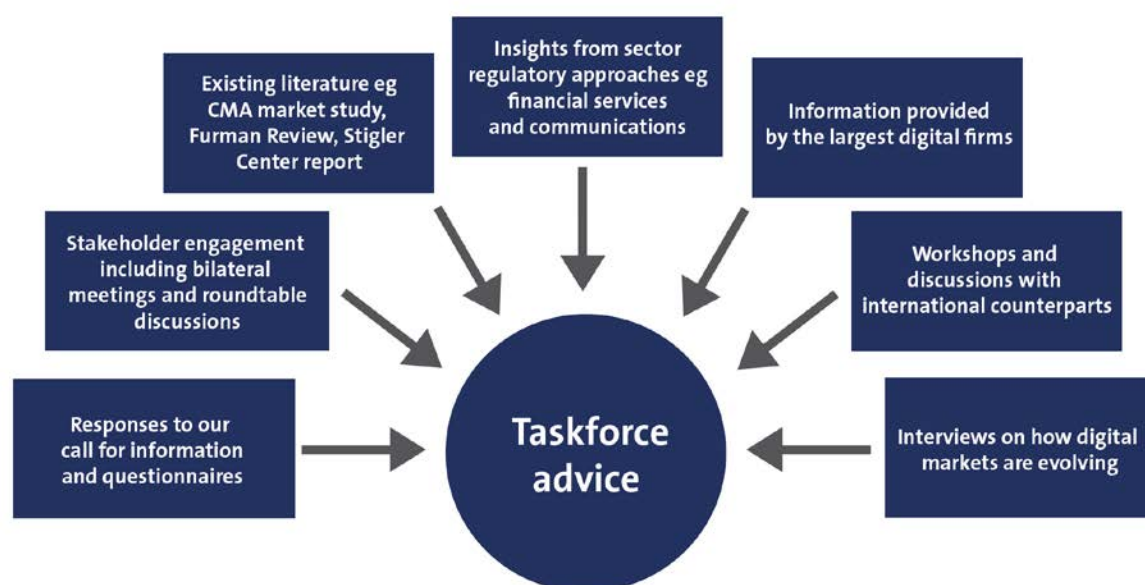 Insights from sector
regulatory approaches eg
financial services
and communications
Existing literature eg
CMA market study,
Furman Review, Stigler
Center report
Information provided
by the largest digital firms
Stakeholder engagement
including bilateral
meetings and roundtable
discussions
Workshops and
discussions with
international counterparts
Responses to our
call for information
and questionnaires
Taskforce
advice
Interviews on how digital
markets are evolving